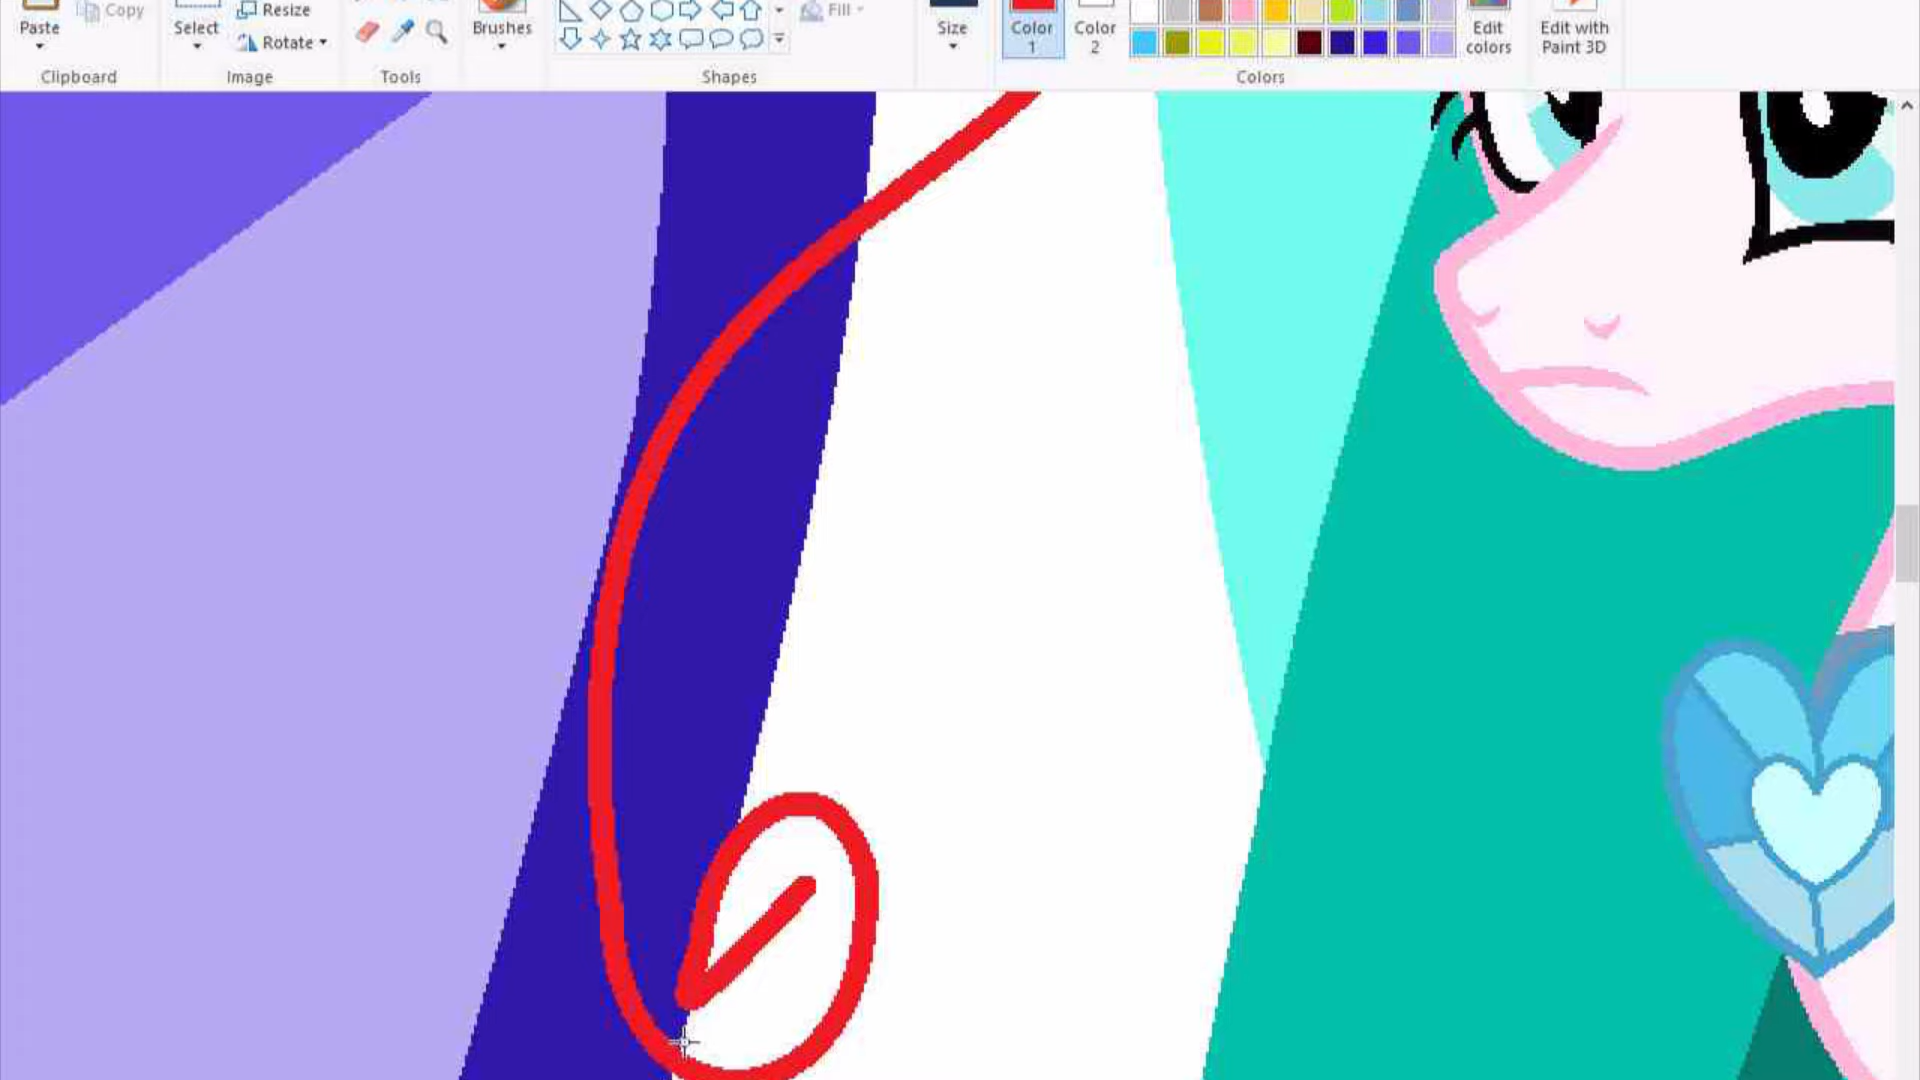 Paste
Copy
Clipboard
Select
Resize
Rotate
Image
Tools
Brushes
Shapes
Fill
Size
Color
1
Color
2
Colors
Edit
colors
Edit with
Paint 3D